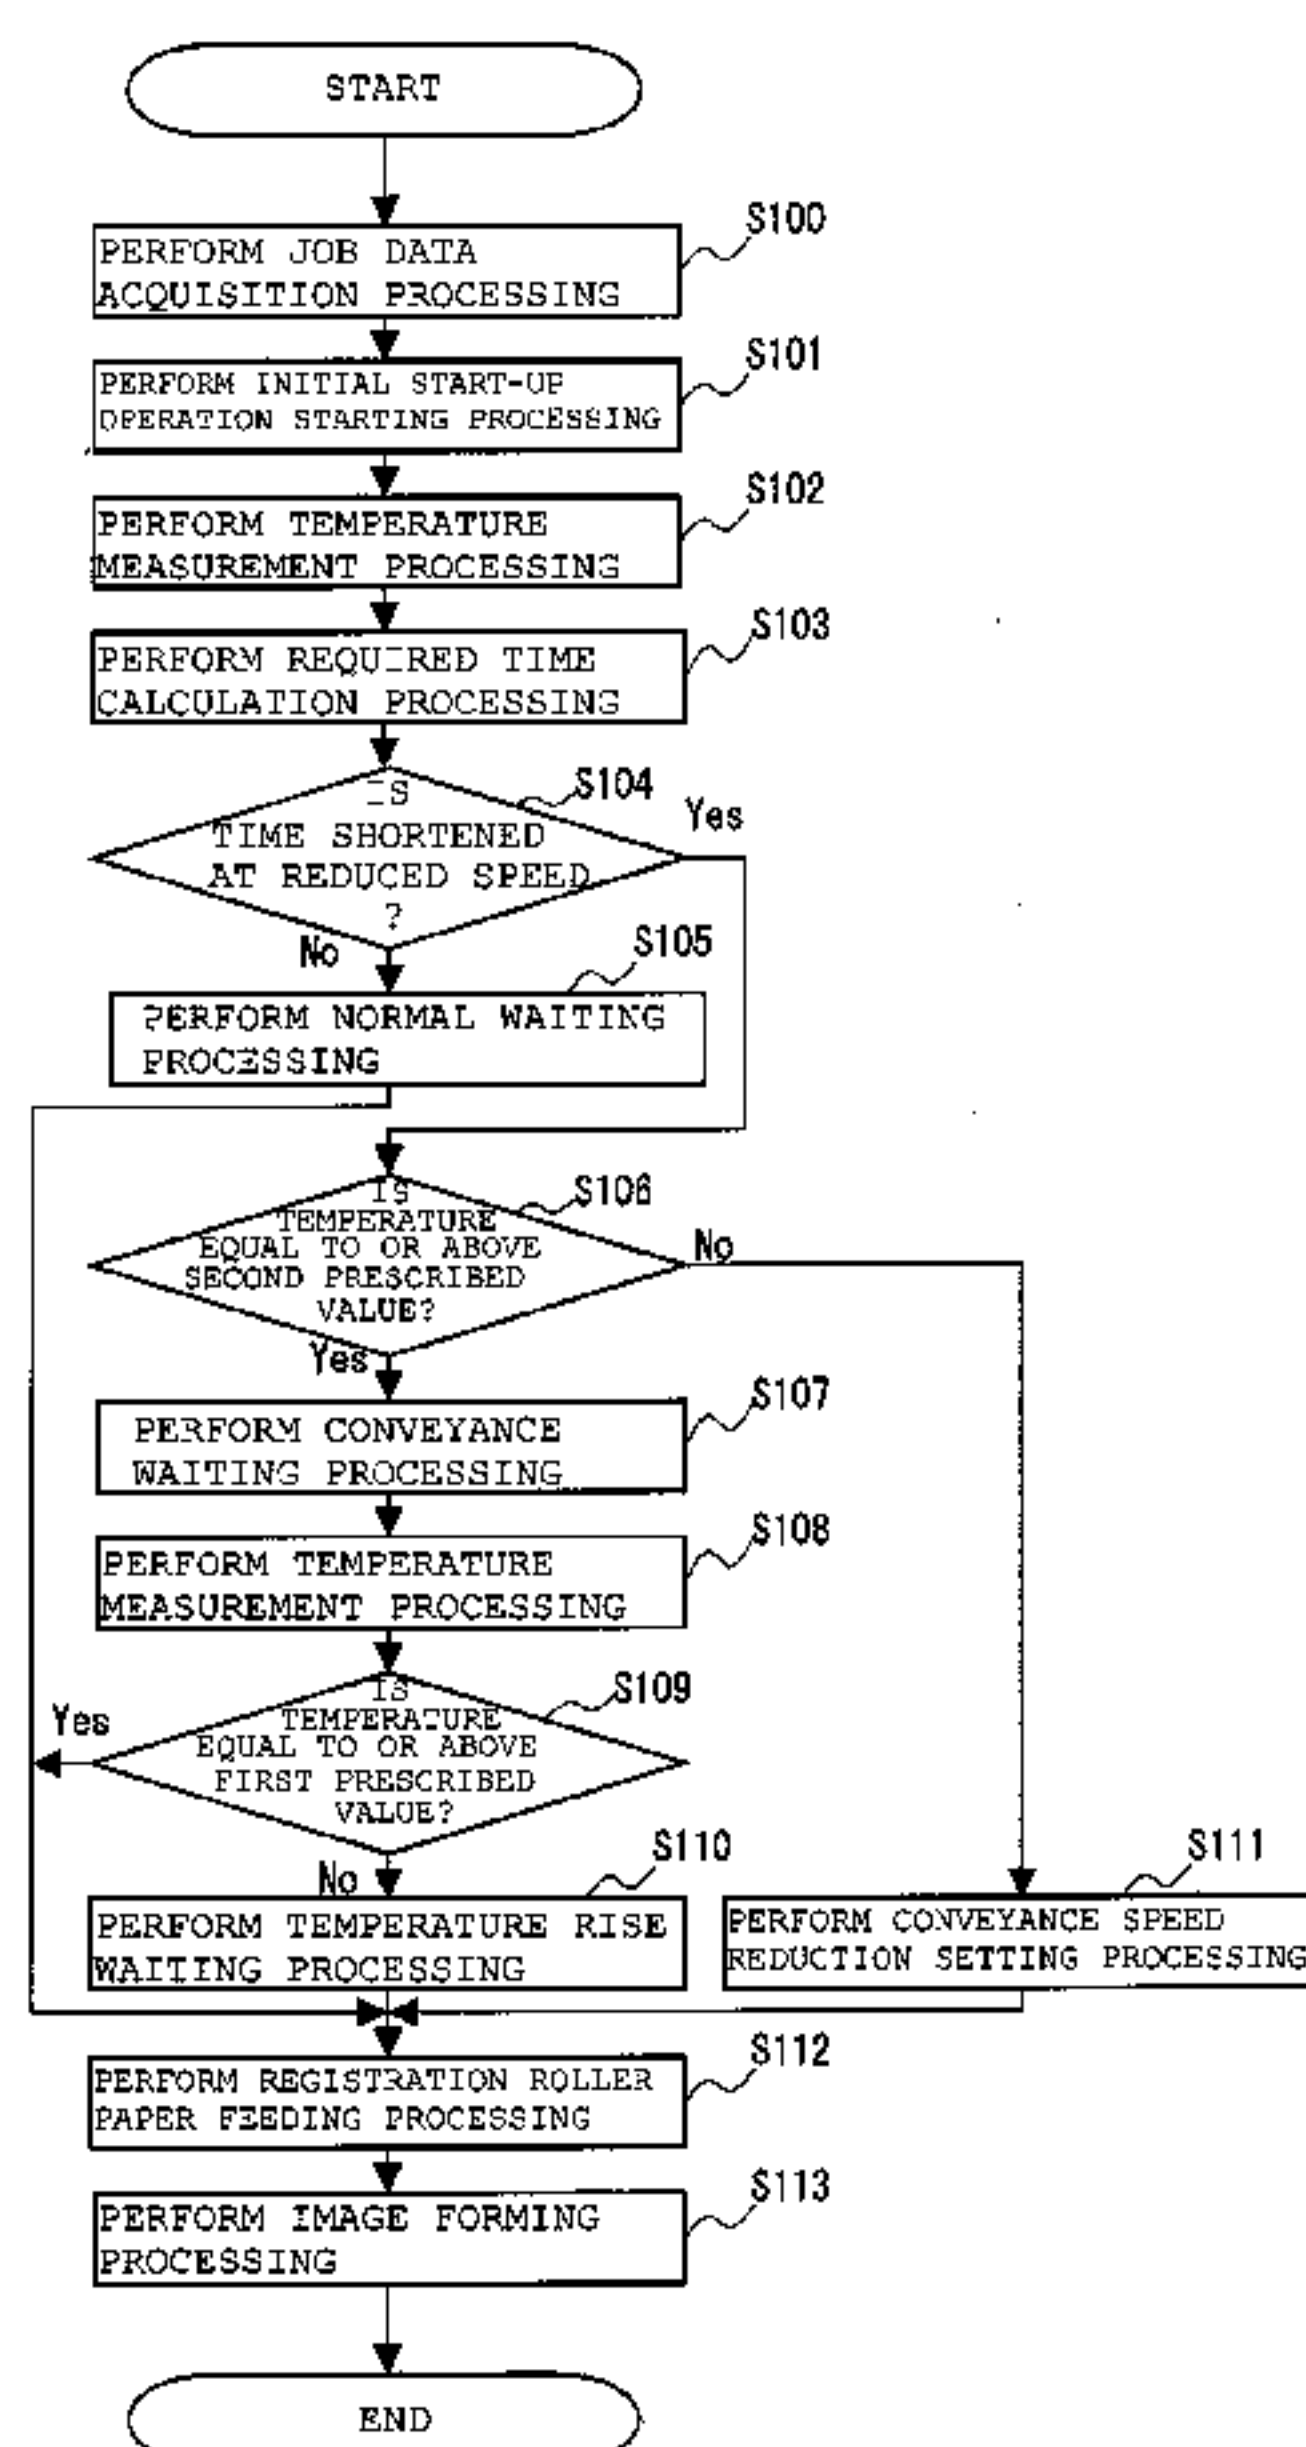 START
S100
PERFORM JOB DATA
ACQUISITION PROCESSING
S101
PERFORM INITIAL START-UP
OPERATION STARTING PROCESSING
S102
PERFORM TEMPERATURE
MEASUREMENT PROCESSING
S103
PERFORM REQUIRED TIME
CALCULATION PROCESSING
S104
IS
TIME SHORTENED
AT REDUCED SPEED
?
Yes
No
S105
PERFORM NORMAL WAITING
PROCESSING
S106
IS
TEMPERATURE
EQUAL TO OR ABOVE
SECOND PRESCRIBED
VALUE?
No
Yes
S107
PERFORM CONVEYANCE
WAITING PROCESSING
S108
PERFORM TEMPERATURE
MEASUREMENT PROCESSING
S109
IS
TEMPERATURE
EQUAL TO OR ABOVE
FIRST PRESCRIBED
VALUE?
Yes
No
S110
PERFORM TEMPERATURE RISE
WAITING PROCESSING
S111
PERFORM CONVEYANCE SPEED
REDUCTION SETTING PROCESSING
S112
PERFORM REGISTRATION ROLLER
PAPER FEEDING PROCESSING
S113
PERFORM IMAGE FORMING
PROCESSING
END